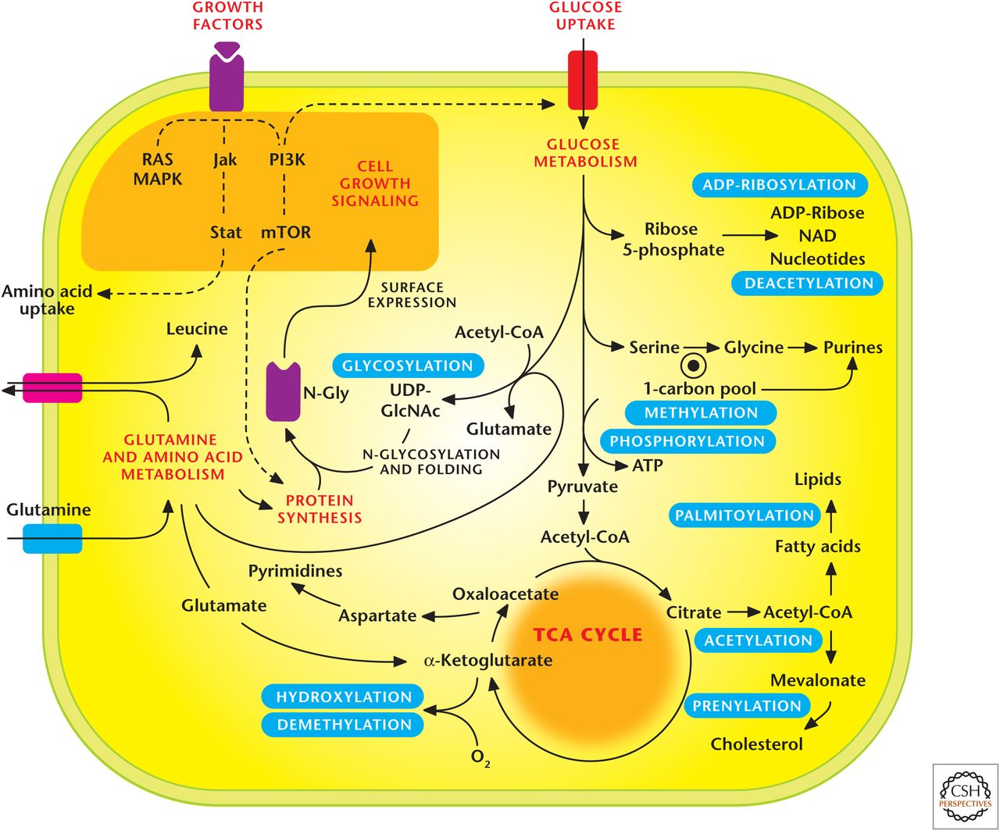 GROWTH
FACTORS
GLUCOSE
UPTAKE
RAS
MAPK
Jak
PI3K
CELL
GROWTH
SIGNALING
Stat
mTOR
GLUCOSE
METABOLISM
ADP-RIBOSYLATION
ADP-Ribose
NAD
Nucleotides
DEACETYLATION
Ribose
5-phosphate
Amino acid
uptake
Leucine
SURFACE
EXPRESSION
Acetyl-CoA
GLYCOSYLATION
UDP-
GlcNAc
N-Gly
Glutamate
Serine
Glycine
Purines
1-carbon pool
METHYLATION
PHOSPHORYLATION
ATP
GLUTAMINE
AND AMINO ACID
METABOLISM
N-GLYCOSYLATION
AND FOLDING
PROTEIN
SYNTHESIS
Glutamine
Pyruvate
Acetyl-CoA
Lipids
PALMITOYLATION
Fatty acids
Pyrimidines
Glutamate
Aspartate
Oxaloacetate
Citrate
Acetyl-CoA
TCA CYCLE
ACETYLATION
α-Ketoglutarate
Mevalonate
HYDROXYLATION
DEMETHYLATION
PRENYLATION
Cholesterol
O2
CSH
PERSPECTIVES